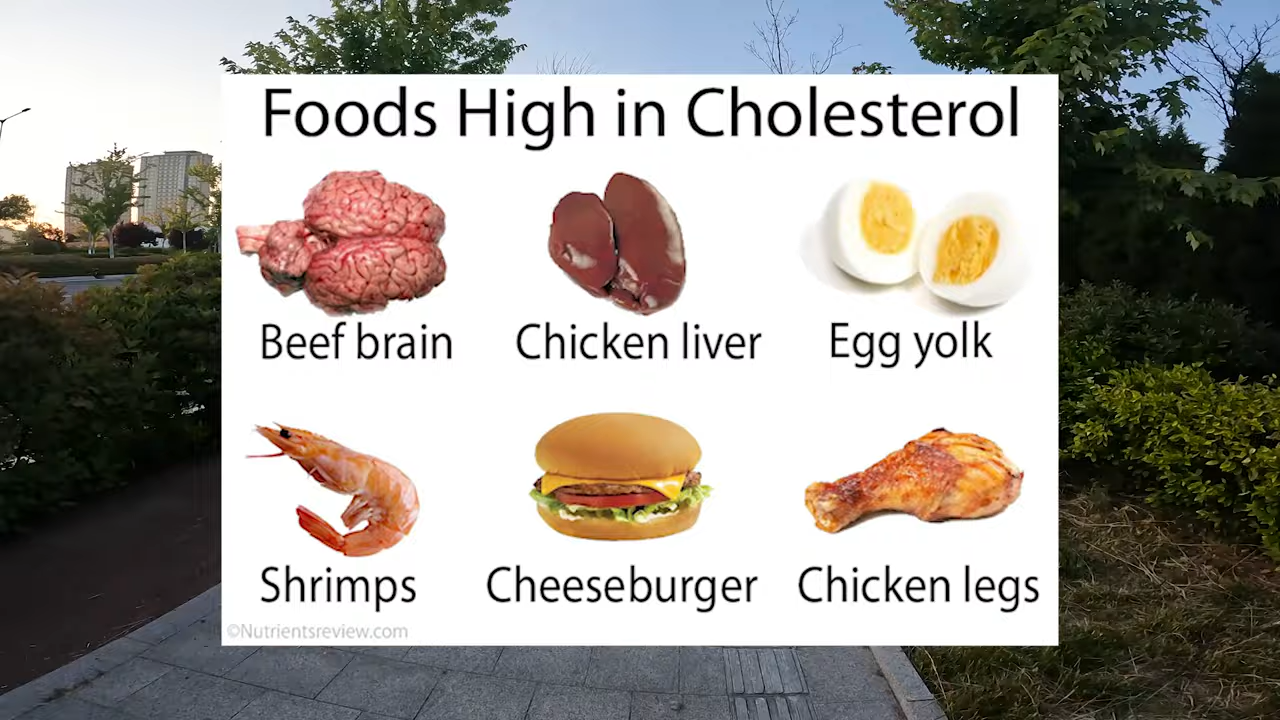 Foods High in Cholesterol
Beef brain
Chicken liver
Egg yolk
Shrimps
Cheeseburger
Chicken legs
©Nutrientsreview.com